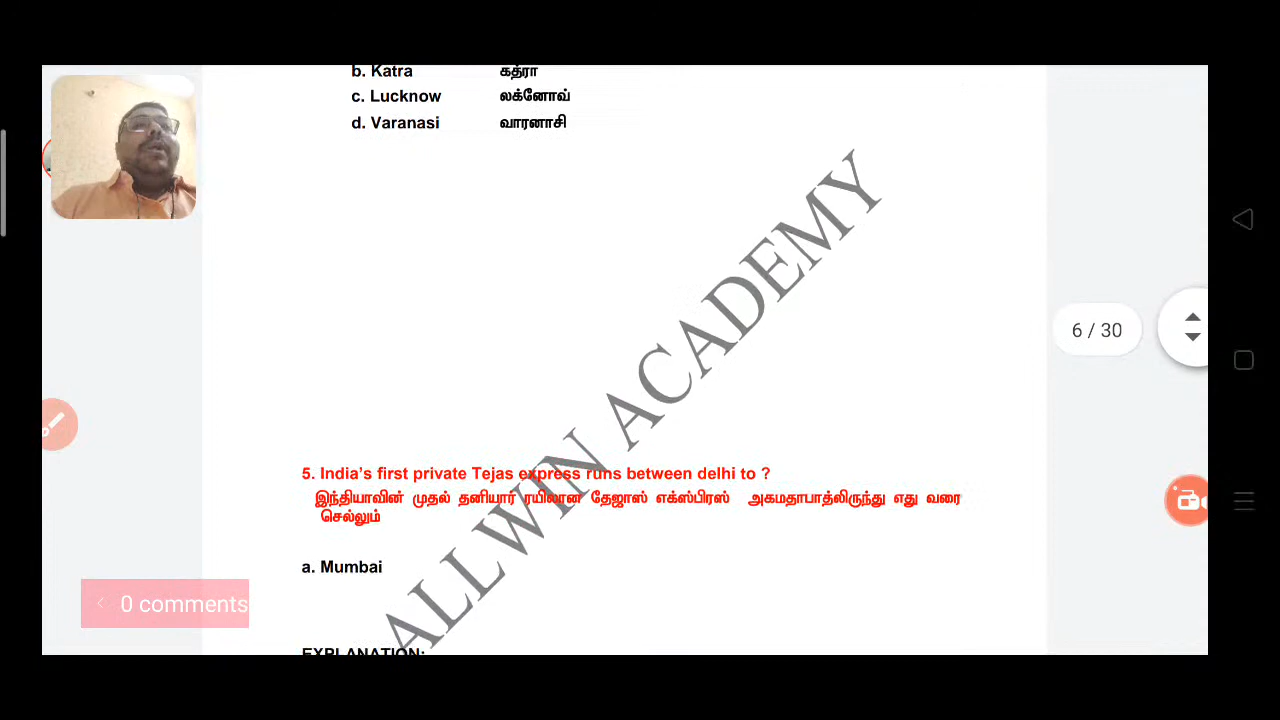 b. Katra கத்ரா
c. Lucknow லக்னோவ்
d. Varanasi வாரனாசி
ALLWIN ACADEMY
6 / 30
5. India's first private Tejas express runs between delhi to ?
இந்தியாவின் முதல் தனியார் ரயிலான தேஜாஸ் எக்ஸ்பிரஸ் அகமதாபாத்லிருந்து எது வரை
செல்லும்
a. Mumbai
0 comments
EXPLANATION: